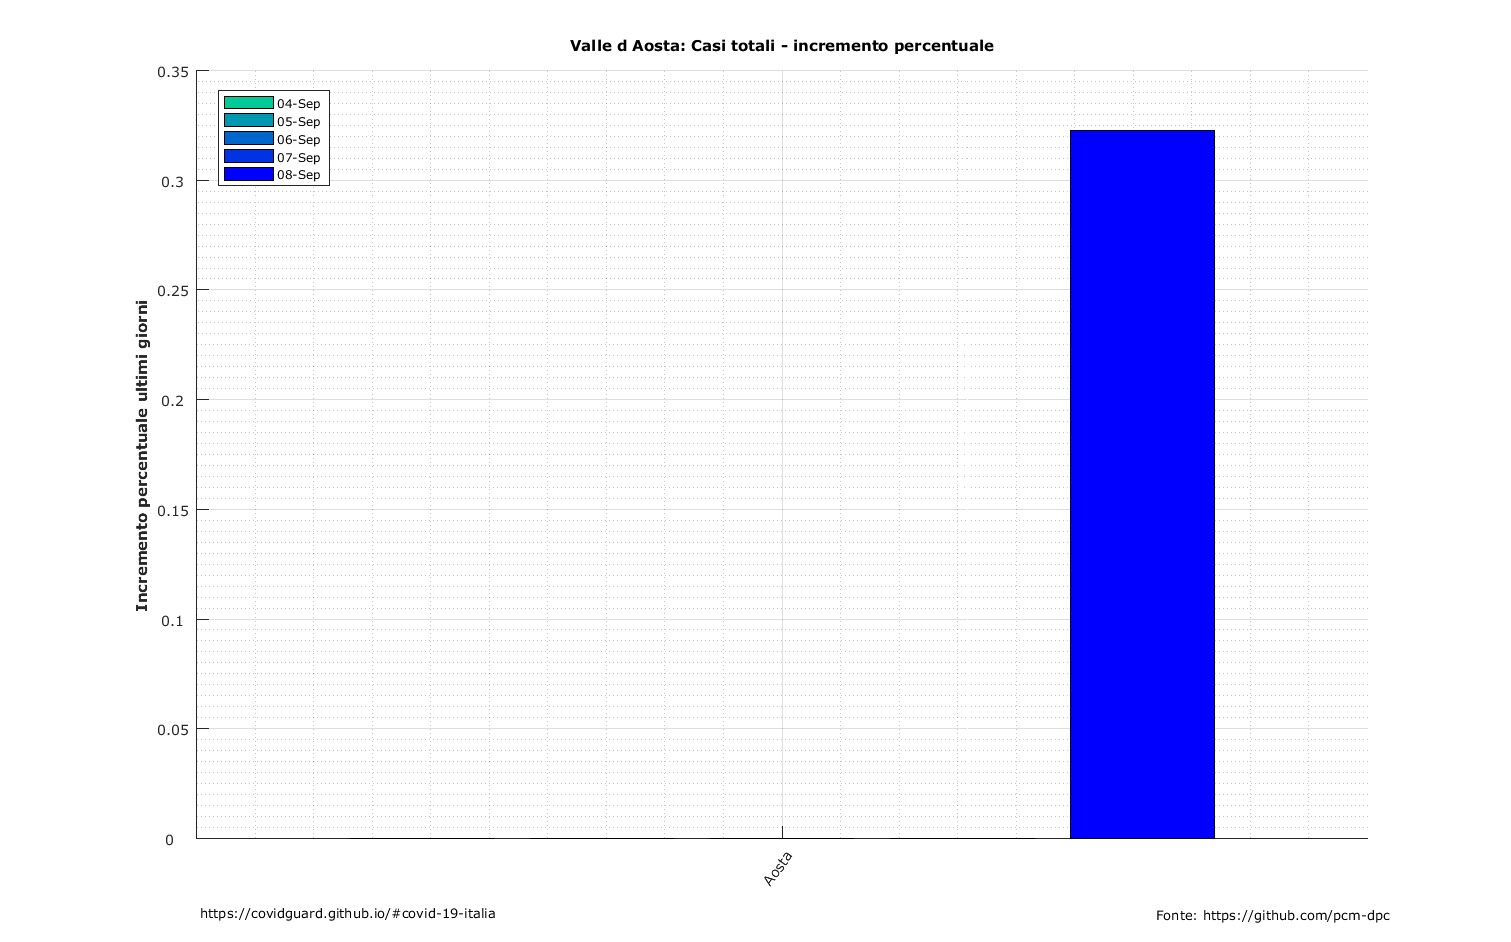 Valle d Aosta: Casi totali - incremento percentuale
0.35
0.3
0.25
0.2
0.15
0.1
0.05
0
Incremento percentuale ultimi giorni
04-Sep
05-Sep
06-Sep
07-Sep
08-Sep
Aosta
https://covidguard.github.io/#covid-19-italia
Fonte: https://github.com/pcm-dpc